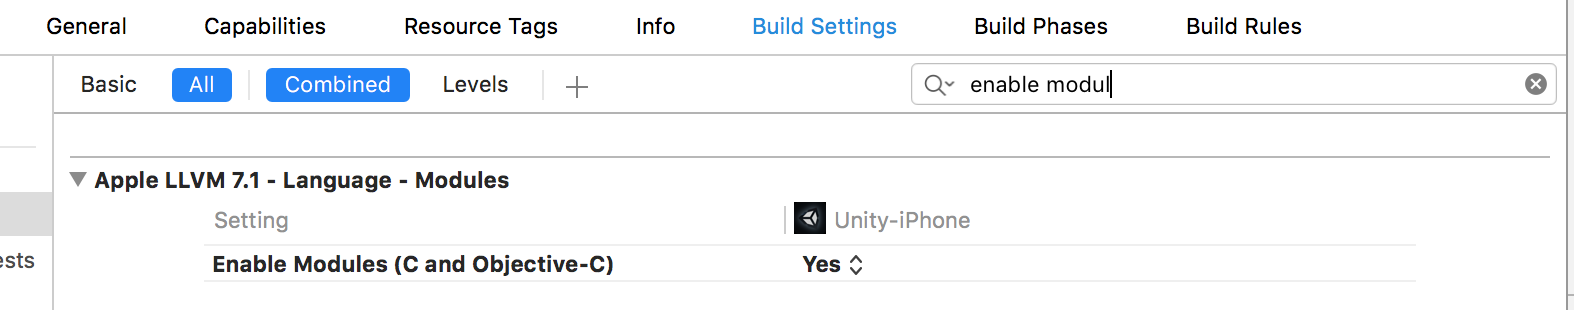 General Capabilities Resource Tags Info Build Settings Build Phases Build Rules
Basic All Combined Levels + enable modul
Apple LLVM 7.1 - Language - Modules
Setting Unity-iPhone
Enable Modules (C and Objective-C) Yes
ests